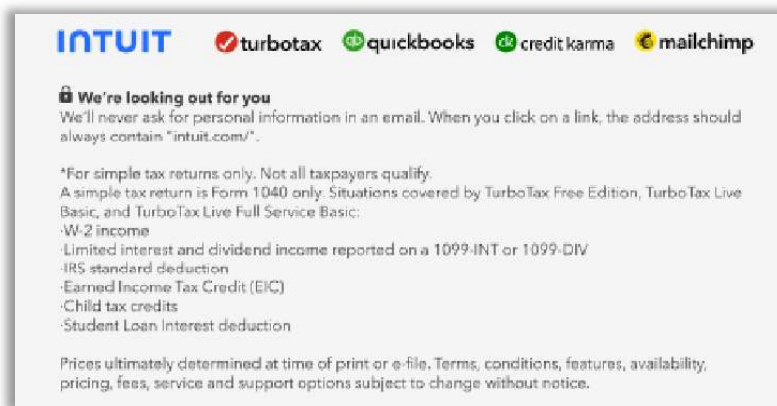 INTUIT turbotax quickbooks credit karma mailchimp
We're looking out for you
We'll never ask for personal information in an email. When you click on a link, the address should
always contain "intuit.com/".
*For simple tax returns only. Not all taxpayers qualify.
A simple tax return is Form 1040 only. Situations covered by TurboTax Free Edition, TurboTax Live
Basic, and TurboTax Live Full Service Basic:
·W-2 income
·Limited interest and dividend income reported on a 1099-INT or 1099-DIV
·IRS standard deduction
·Earned Income Tax Credit (EIC)
·Child tax credits
·Student Loan Interest deduction
Prices ultimately determined at time of print or e-file. Terms, conditions, features, availability,
pricing, fees, service and support options subject to change without notice.